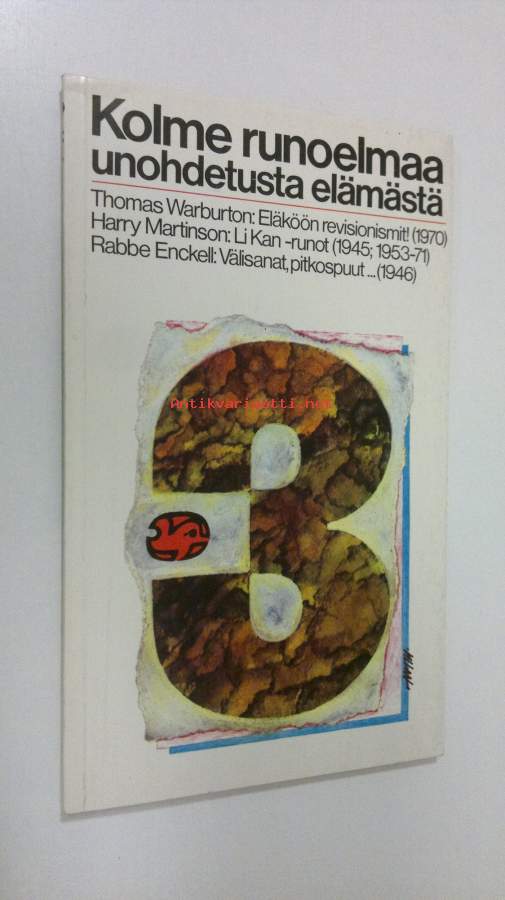 Kolme runoelmaa
unohdetusta elämästä
Thomas Warburton: Eläköön revisionismit! (1970)
Harry Martinson: Li Kan -runot (1945; 1953-71)
Rabbe Enckell: Välisanat, pitkospuut ... (1946)
Antikvariaatti.net
3